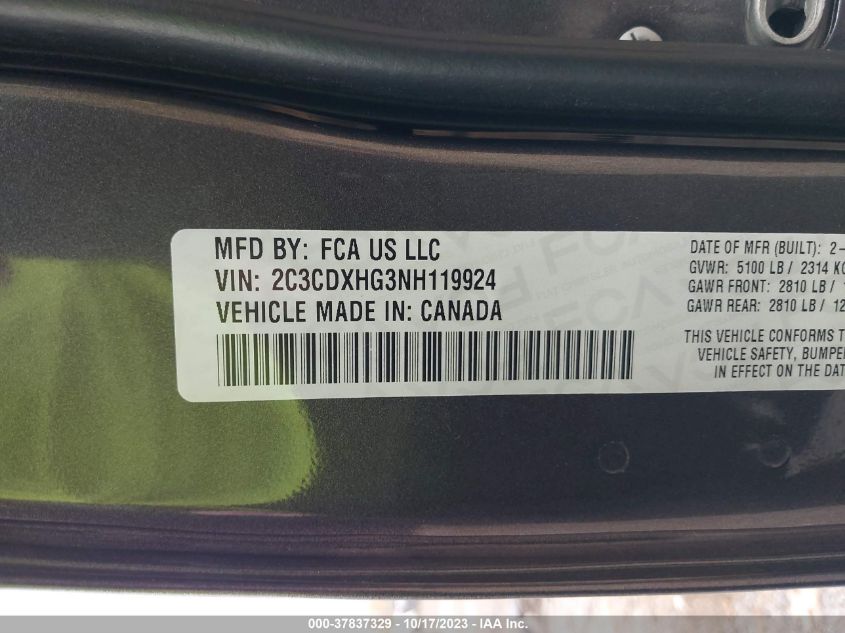 MFD BY: FCA US LLC
VIN: 2C3CDXHG3NH119924
VEHICLE MADE IN: CANADA
DATE OF MFR (BUILT): 2-
GVWR: 5100 LB / 2314 KG
GAWR FRONT: 2810 LB / 1
GAWR REAR: 2810 LB / 12
THIS VEHICLE CONFORMS T
VEHICLE SAFETY, BUMPE
IN EFFECT ON THE DAT
000-37837329 - 10/17/2023 - IAA Inc.